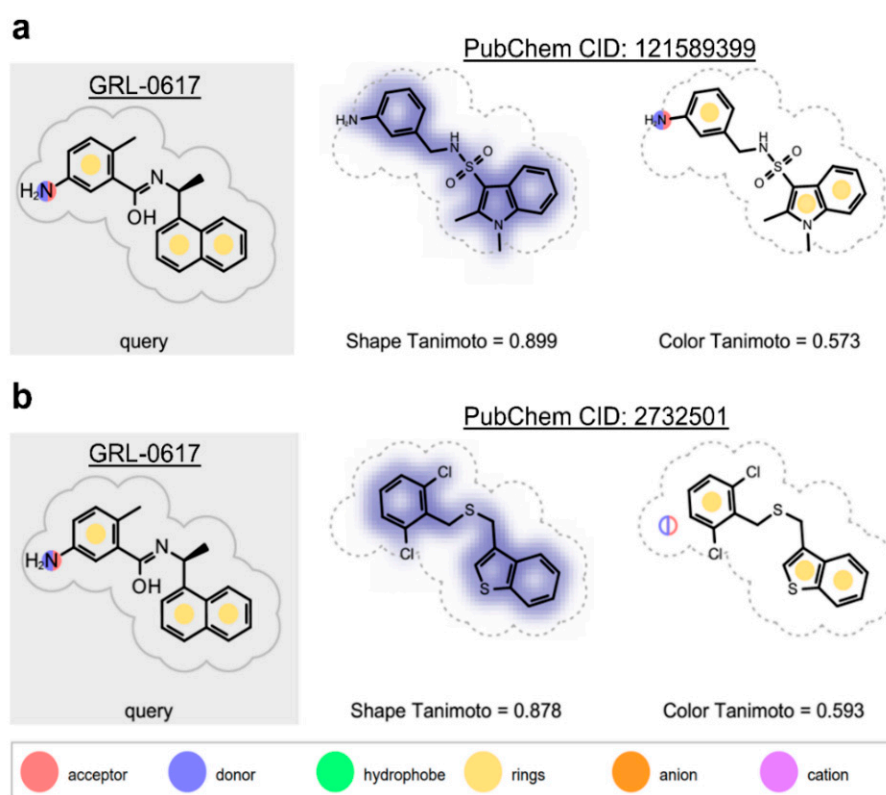 a
PubChem CID: 121589399
GRL-0617
H₂N
N
OH
query
H₂N
H
N
S
O
O
N
Shape Tanimoto = 0.899
H₂N
H
N
S
O
O
N
Color Tanimoto = 0.573
b
PubChem CID: 2732501
GRL-0617
H₂N
N
OH
query
Cl
S
Cl
S
Shape Tanimoto = 0.878
Cl
S
Cl
S
Color Tanimoto = 0.593
acceptor donor hydrophobe rings anion cation